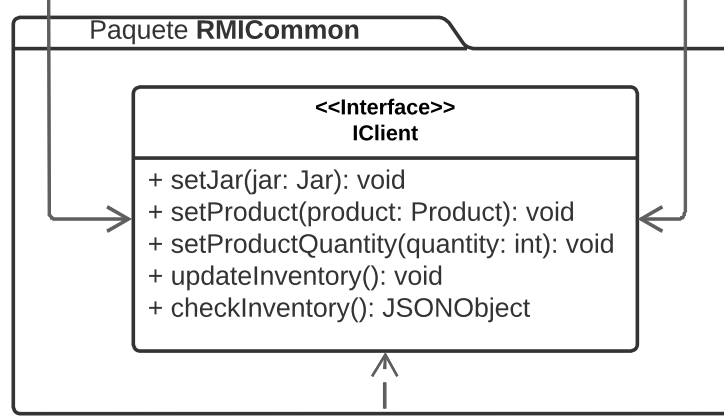 Paquete RMICommon
<<Interface>>
IClient
+ setJar(jar: Jar): void
+ setProduct(product: Product): void
+ setProductQuantity(quantity: int): void
+ updateInventory(): void
+ checkInventory(): JSONObject